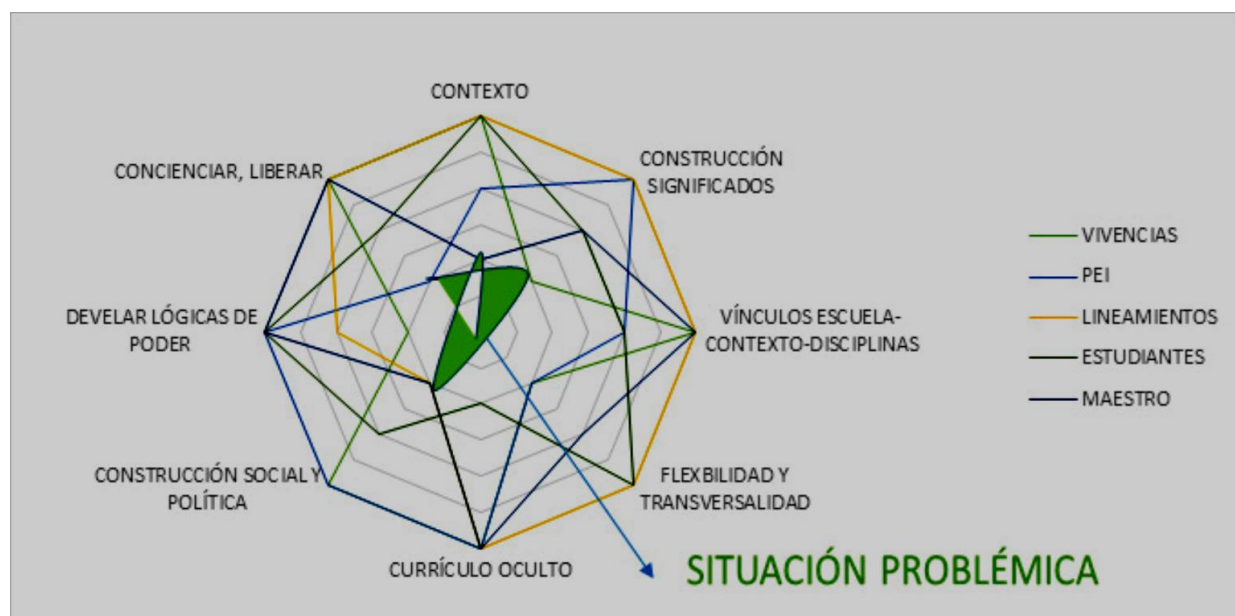 CONTEXTO
CONCIENCIAR, LIBERAR
CONSTRUCCIÓN
SIGNIFICADOS
VIVENCIAS
PEI
LINEAMIENTOS
ESTUDIANTES
MAESTRO
DEVELAR LÓGICAS DE
PODER
VÍNCULOS ESCUELA-
CONTEXTO-DISCIPLINAS
CONSTRUCCIÓN SOCIAL Y
POLÍTICA
FLEXBILIDAD Y
TRANSVERSALIDAD
CURRÍCULO OCULTO
SITUACIÓN PROBLÉMICA